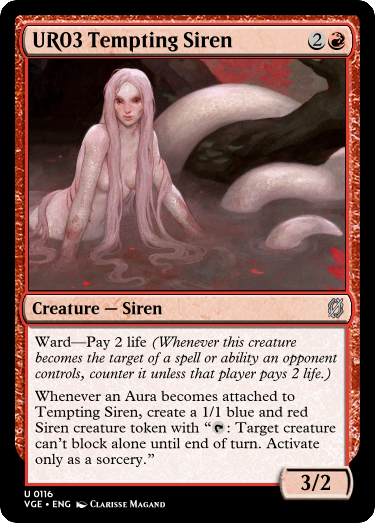 UR03 Tempting Siren 2
Creature — Siren
Ward—Pay 2 life (Whenever this creature
becomes the target of a spell or ability an opponent
controls, counter it unless that player pays 2 life.)
Whenever an Aura becomes attached to
Tempting Siren, create a 1/1 blue and red
Siren creature token with “: Target creature
can’t block alone until end of turn. Activate
only as a sorcery.”
3/2
U 0116
VGE • ENG Clarisse Magand